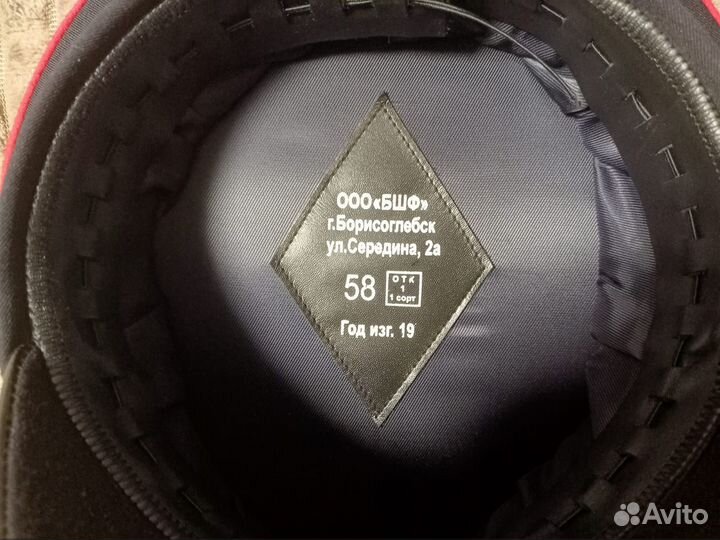 ООО«БШФ»
г.Борисоглебск
ул.Середина, 2а
58
ОТК
1
1 сорт
Год изг. 19
Avito